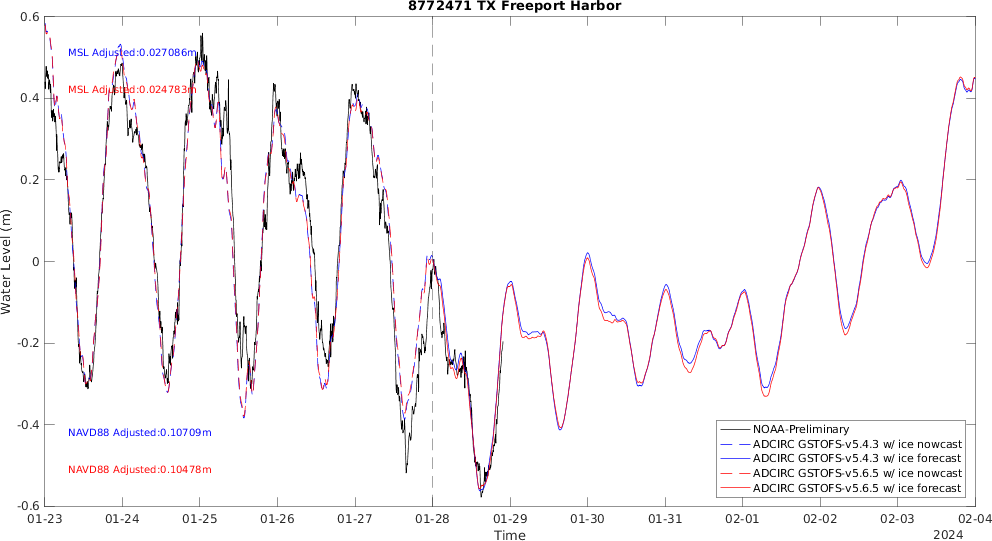 8772471 TX Freeport Harbor
0.6
0.4
0.2
0
-0.2
-0.4
-0.6
Water Level (m)
MSL Adjusted:0.027086m
MSL Adjusted:0.024783m
NAVD88 Adjusted:0.10709m
NAVD88 Adjusted:0.10478m
NOAA-Preliminary
ADCIRC GSTOFS-v5.4.3 w/ ice nowcast
ADCIRC GSTOFS-v5.4.3 w/ ice forecast
ADCIRC GSTOFS-v5.6.5 w/ ice nowcast
ADCIRC GSTOFS-v5.6.5 w/ ice forecast
01-23 01-24 01-25 01-26 01-27 01-28 01-29 01-30 01-31 02-01 02-02 02-03 02-04
Time
2024